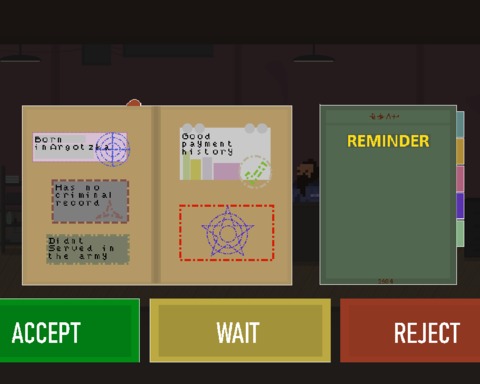 Born
in Argotzka
Has no
criminal
record
Didnt
Served in
the army
Good
payment
history
REMINDER
ACCEPT
WAIT
REJECT